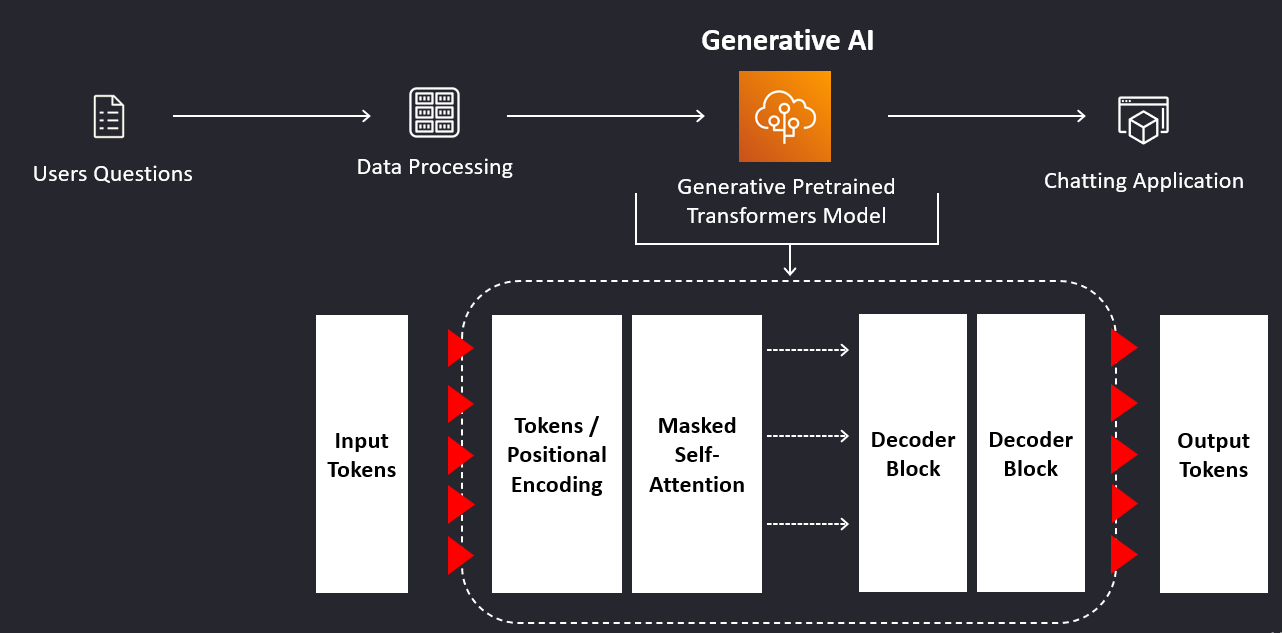 Generative AI
Users Questions
Data Processing
Generative Pretrained
Transformers Model
Chatting Application
Input
Tokens
Tokens /
Positional
Encoding
Masked
Self-
Attention
Decoder
Block
Decoder
Block
Output
Tokens